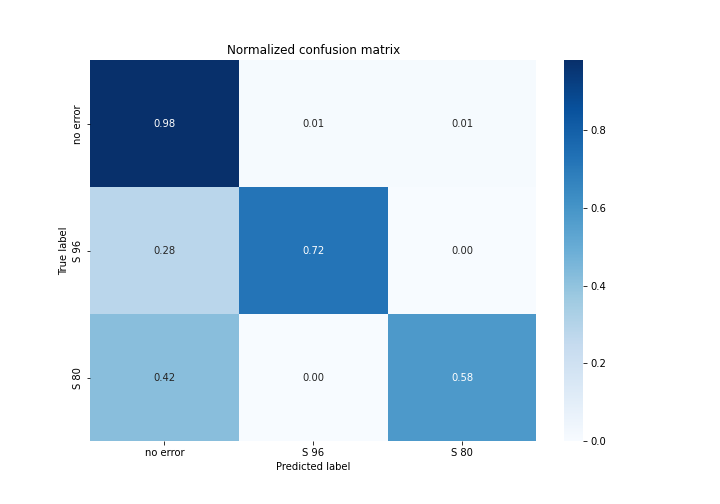 Normalized confusion matrix
no error
0.98
0.01
0.01
S 96
0.28
0.72
0.00
S 80
0.42
0.00
0.58
True label
no error
S 96
S 80
Predicted label
0.8
0.6
0.4
0.2
0.0